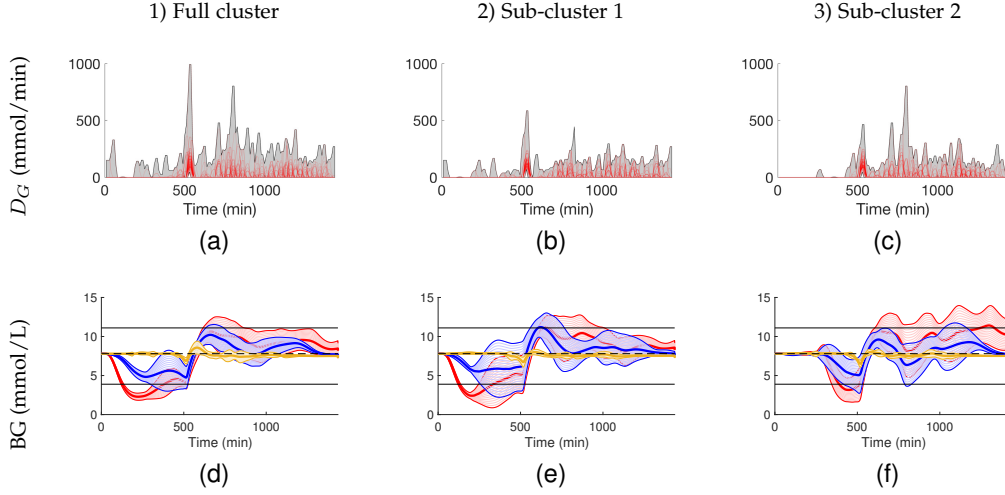 1) Full cluster
2) Sub-cluster 1
3) Sub-cluster 2
D_G (mmol/min)
1000
500
0
0 500 1000
Time (min)
(a)
1000
500
0
0 500 1000
Time (min)
(b)
1000
500
0
0 500 1000
Time (min)
(c)
BG (mmol/L)
15
10
5
0
0 500 1000
Time (min)
(d)
15
10
5
0
0 500 1000
Time (min)
(e)
15
10
5
0
0 500 1000
Time (min)
(f)